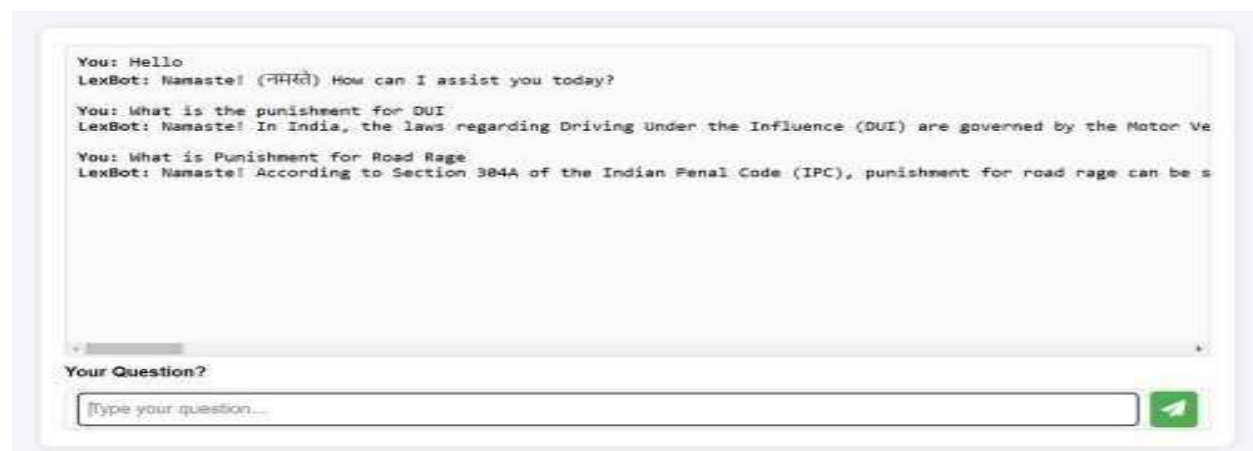 You: Hello
LexBot: Namaste! (नमस्ते) How can I assist you today?
You: What is the punishment for DUI
LexBot: Namaste! In India, the laws regarding Driving Under the Influence (DUI) are governed by the Motor Ve
You: What is Punishment for Road Rage
LexBot: Namaste! According to Section 304A of the Indian Penal Code (IPC), punishment for road rage can be s
Your Question?
Type your question...